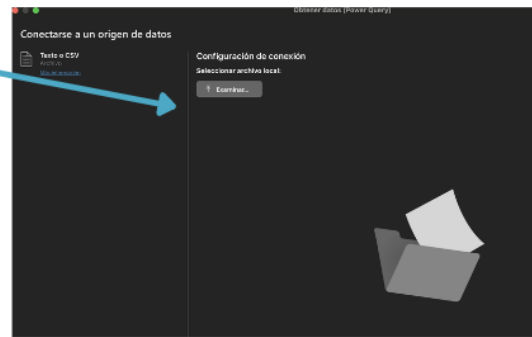 Obtener datos (Power Query)
Conectarse a un origen de datos
Texto o CSV
Archivo
Configuración de conexión
Seleccionar archivo local:
Examinar...